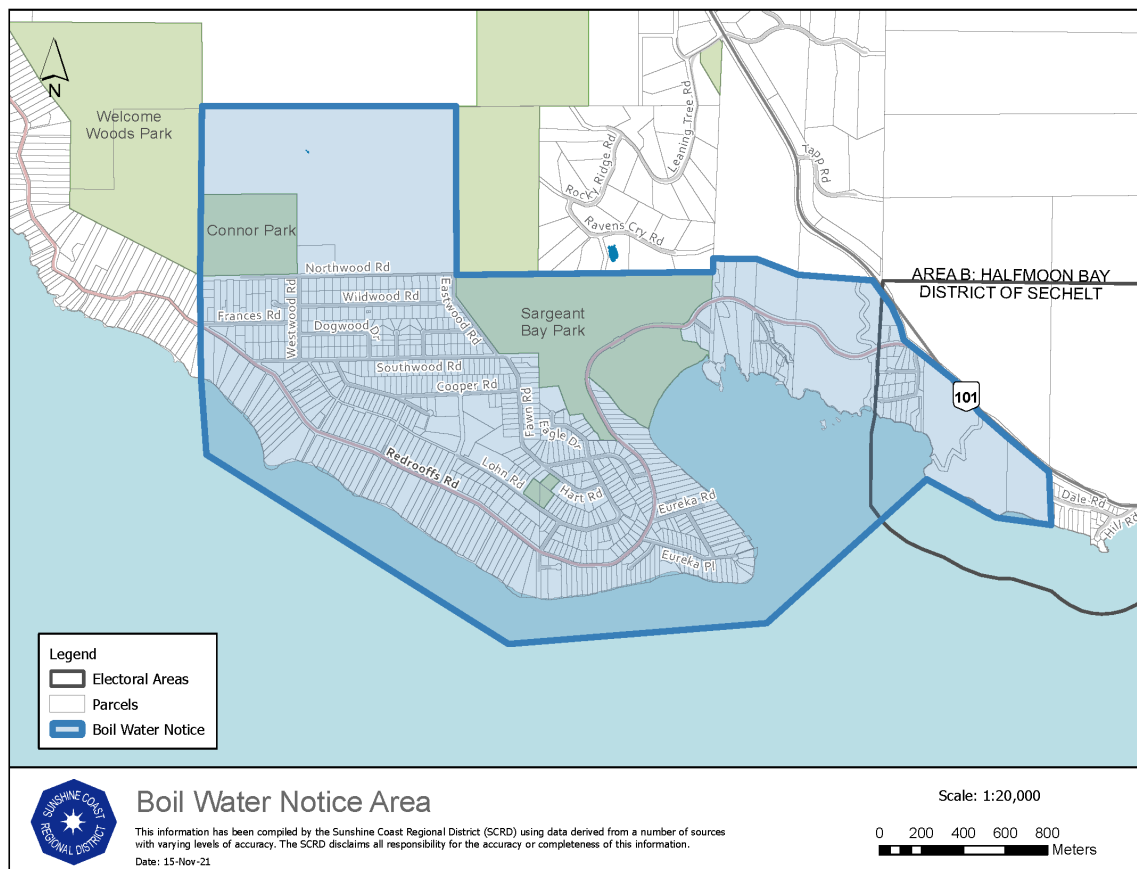 N
Welcome
Woods Park
Leaning Tree Rd
Rocky Ridge Rd
Tapp Rd
Ravens Cry Rd
Connor Park
Northwood Rd
AREA B: HALFMOON BAY
DISTRICT OF SECHELT
Wildwood Rd
Eastwood Rd
Frances Rd
Westwood Rd
Dogwood Dr
Sargeant
Bay Park
Southwood Rd
Cooper Rd
101
Fawn Rd
Eagle Dr
Redrooffs Rd
Lohn Rd
Hart Rd
Eureka Rd
Dale Rd
Hill Rd
Eureka Pl
Legend
Electoral Areas
Parcels
Boil Water Notice
SUNSHINE COAST
REGIONAL DISTRICT
Boil Water Notice Area
This information has been compiled by the Sunshine Coast Regional District (SCRD) using data derived from a number of sources
with varying levels of accuracy. The SCRD disclaims all responsibility for the accuracy or completeness of this information.
Date: 15-Nov-21
Scale: 1:20,000
0 200 400 600 800
Meters